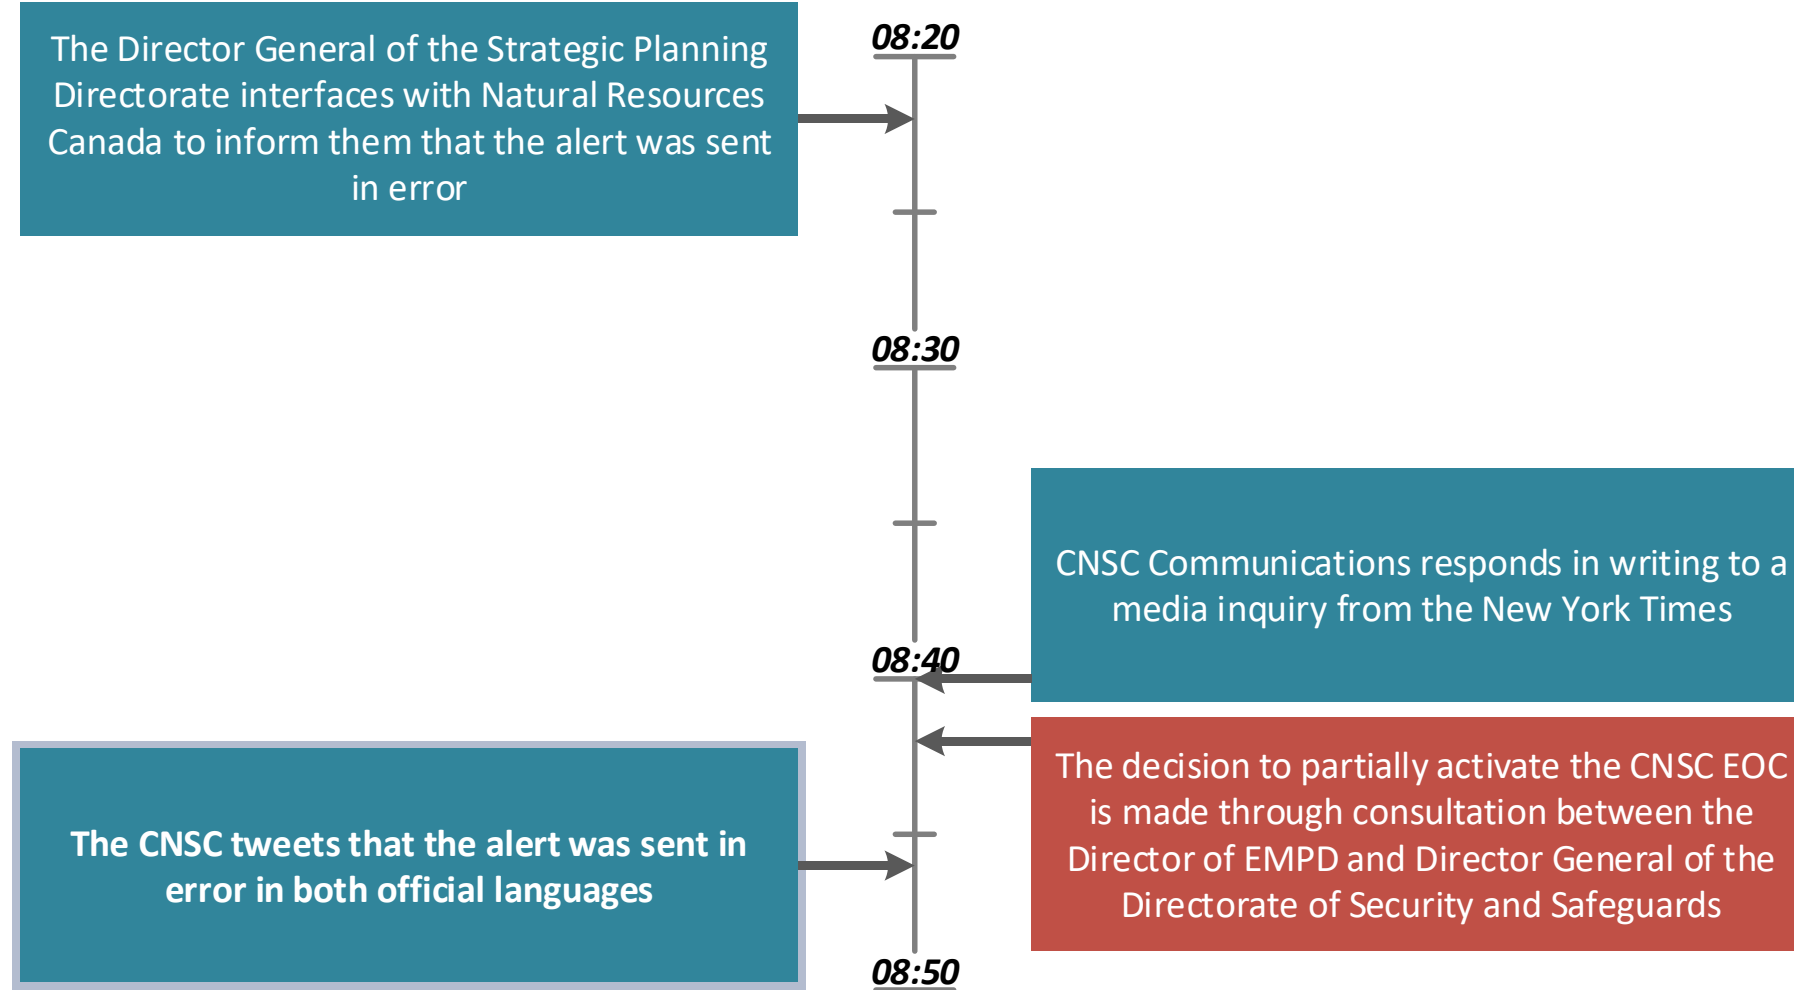 08:20
The Director General of the Strategic Planning
Directorate interfaces with Natural Resources
Canada to inform them that the alert was sent
in error
08:30
CNSC Communications responds in writing to a
media inquiry from the New York Times
08:40
The decision to partially activate the CNSC EOC
is made through consultation between the
Director of EMPD and Director General of the
Directorate of Security and Safeguards
The CNSC tweets that the alert was sent in
error in both official languages
08:50